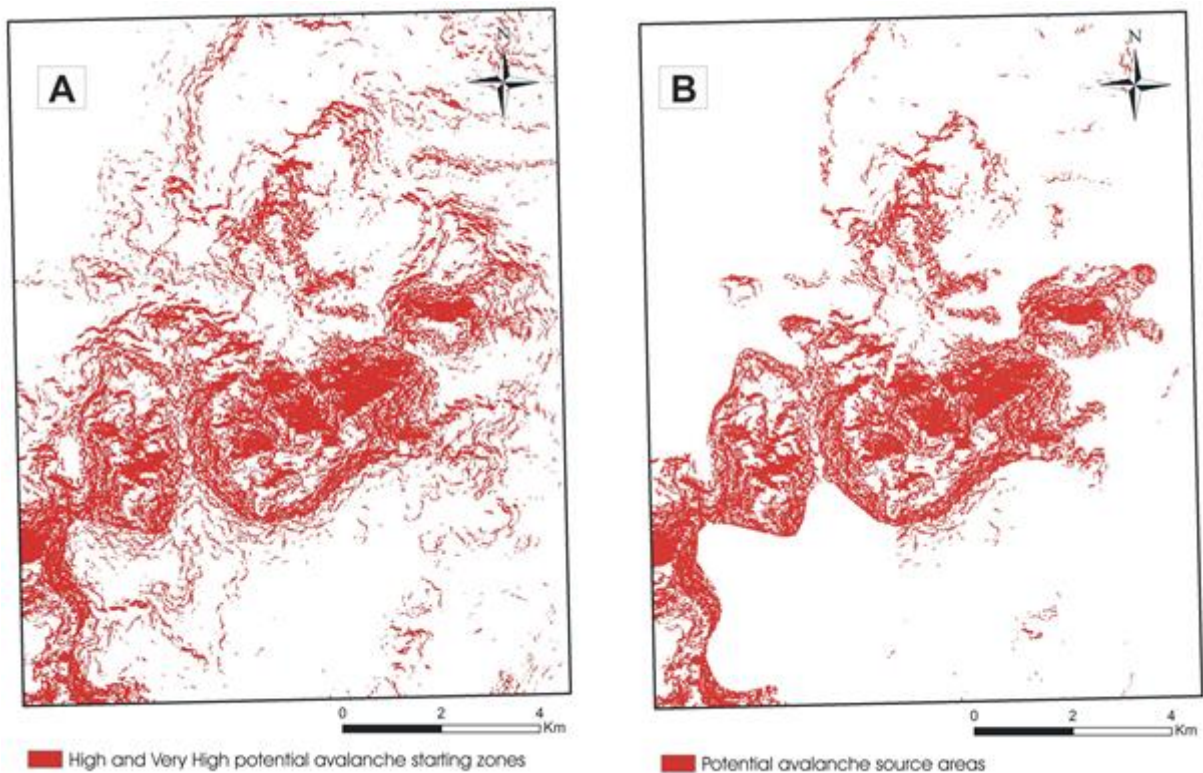 A
N
0 2 4
Km
High and Very High potential avalanche starting zones
B
N
0 2 4
Km
Potential avalanche source areas